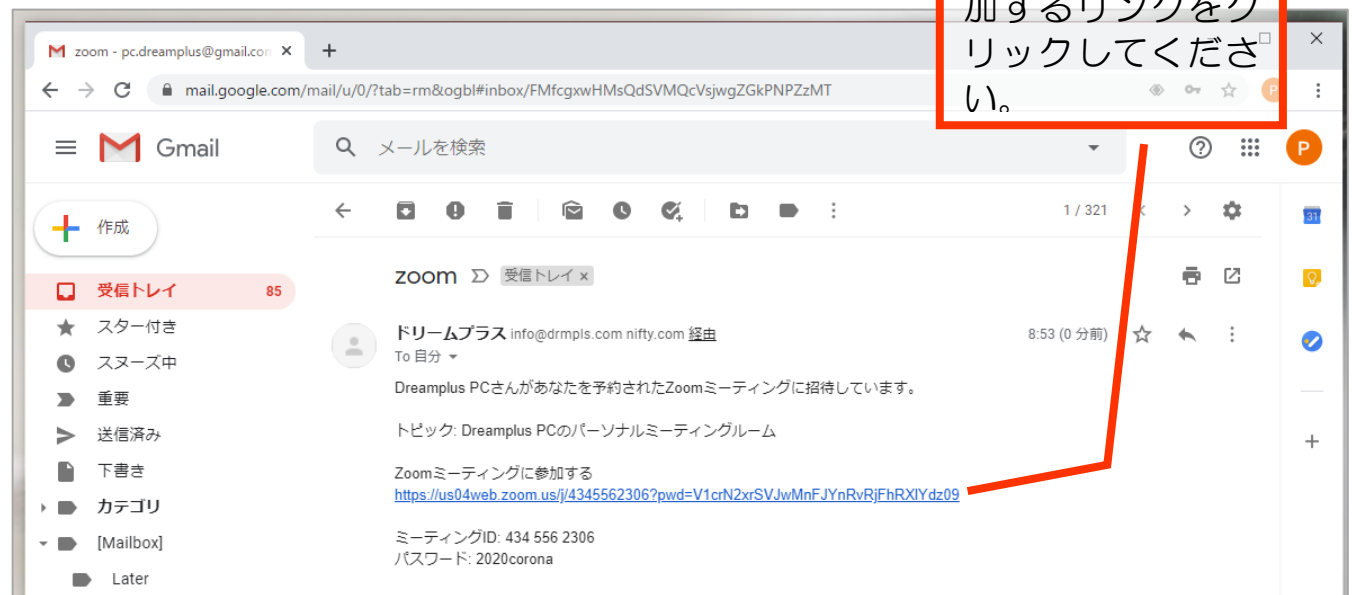 加するリンクをク
リックしてくださ
い。
zoom - pc.dreamplus@gmail.con
mail.google.com/mail/u/0/?tab=rm&ogbl#inbox/FMfcgxwHMsQdSVMQcVsjwgZGkPNPZzMT
P
Gmail
メールを検索
P
作成
1 / 321
31
受信トレイ 85
zoom 受信トレイ ×
スター付き
ドリームプラス info@drmpls.com nifty.com 経由 8:53 (0 分前)
To 自分
スヌーズ中
Dreamplus PCさんがあなたを予約されたZoomミーティングに招待しています。
重要
送信済み
トピック: Dreamplus PCのパーソナルミーティングルーム
下書き
Zoomミーティングに参加する
https://us04web.zoom.us/j/4345562306?pwd=V1crN2xrSVJwMnFJYnRvRjFhRXlYdz09
カテゴリ
[Mailbox]
ミーティングID: 434 556 2306
パスワード: 2020corona
Later